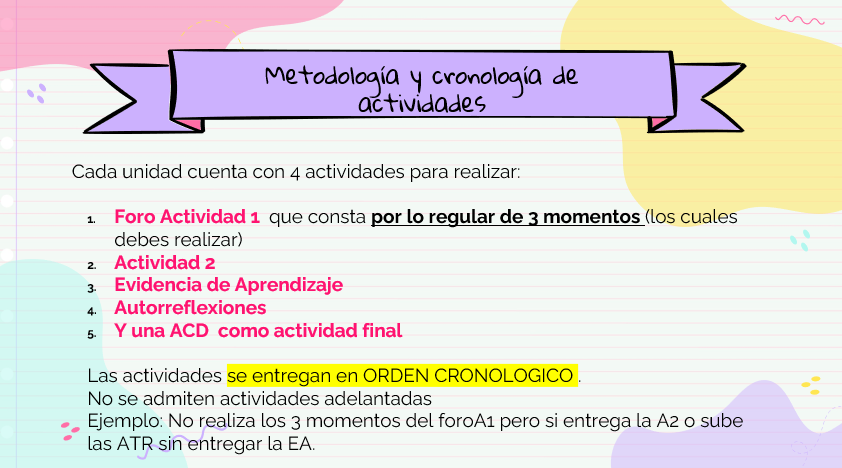 Metodología y cronología de
actividades
Cada unidad cuenta con 4 actividades para realizar:
1. Foro Actividad 1 que consta por lo regular de 3 momentos (los cuales
debes realizar)
2. Actividad 2
3. Evidencia de Aprendizaje
4. Autorreflexiones
5. Y una ACD como actividad final
Las actividades se entregan en ORDEN CRONOLOGICO .
No se admiten actividades adelantadas
Ejemplo: No realiza los 3 momentos del foroA1 pero si entrega la A2 o sube
las ATR sin entregar la EA.